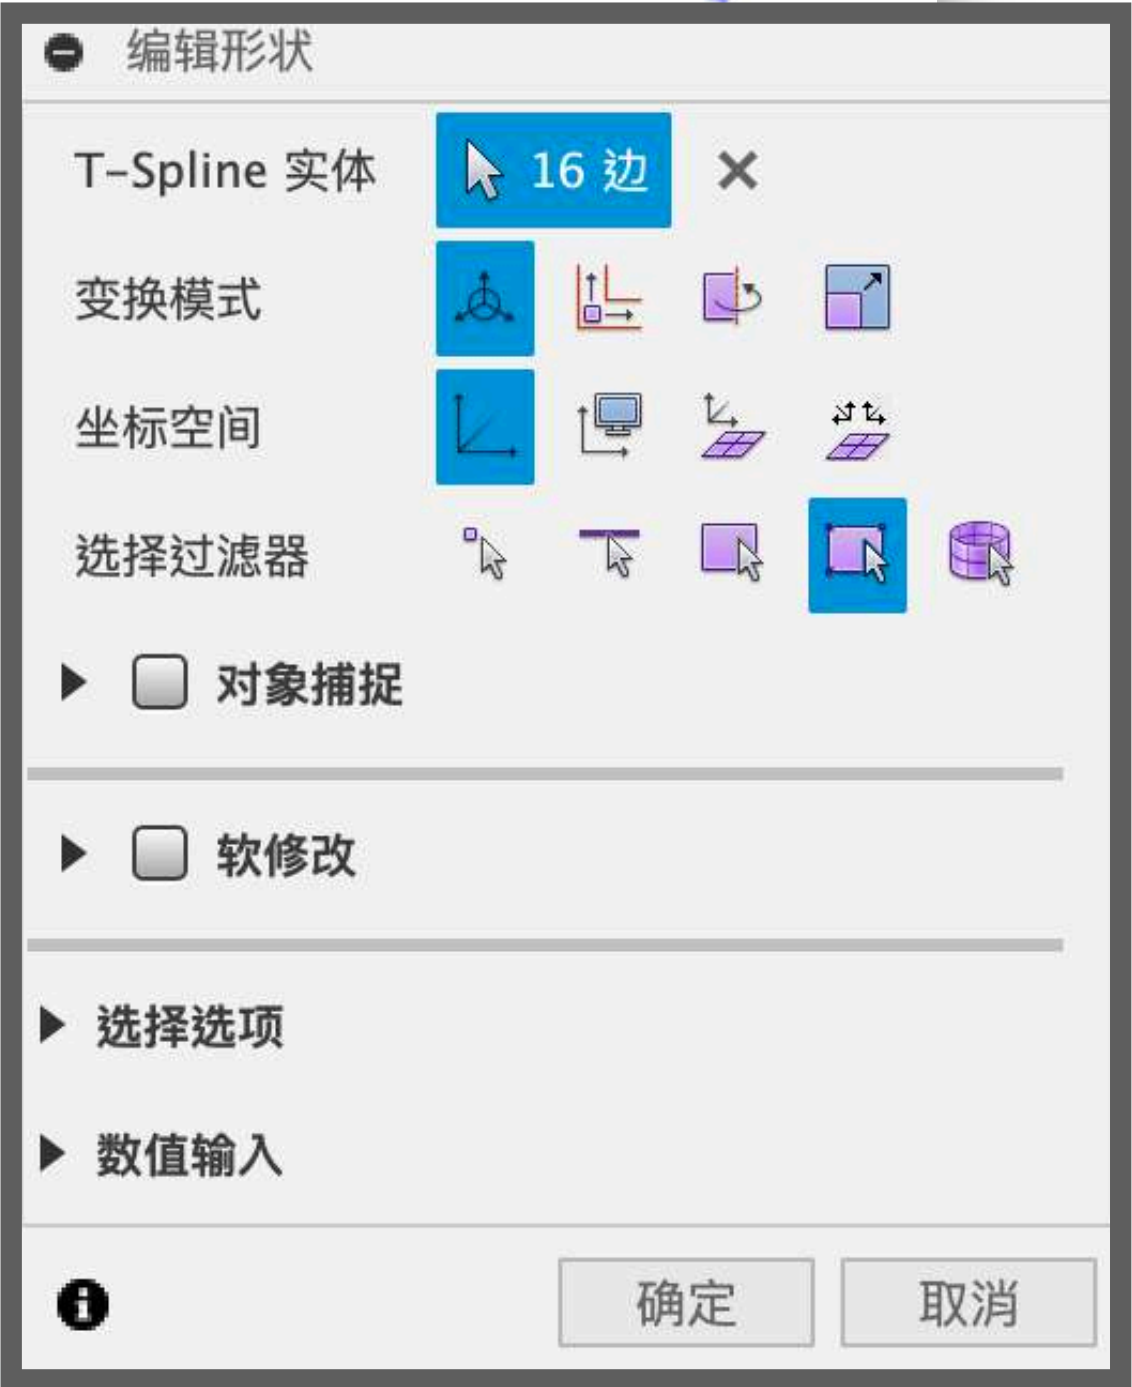 编辑形状
T-Spline 实体 16 边
变换模式
坐标空间
选择过滤器
对象捕捉
软修改
选择选项
数值输入
确定 取消